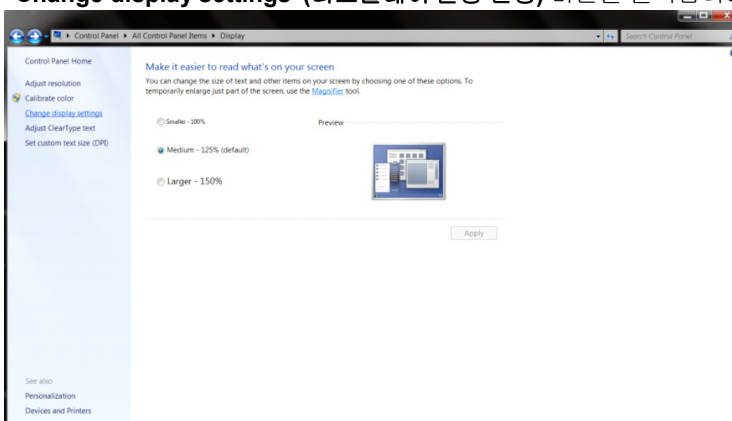 Control Panel ▸ All Control Panel Items ▸ Display
Search Control Panel
Control Panel Home
Adjust resolution
Calibrate color
Change display settings
Adjust ClearType text
Set custom text size (DPI)
Make it easier to read what's on your screen
You can change the size of text and other items on your screen by choosing one of these options. To
temporarily enlarge just part of the screen, use the Magnifier tool.
Smaller - 100%
Preview
Medium - 125% (default)
Larger - 150%
Apply
See also
Personalization
Devices and Printers